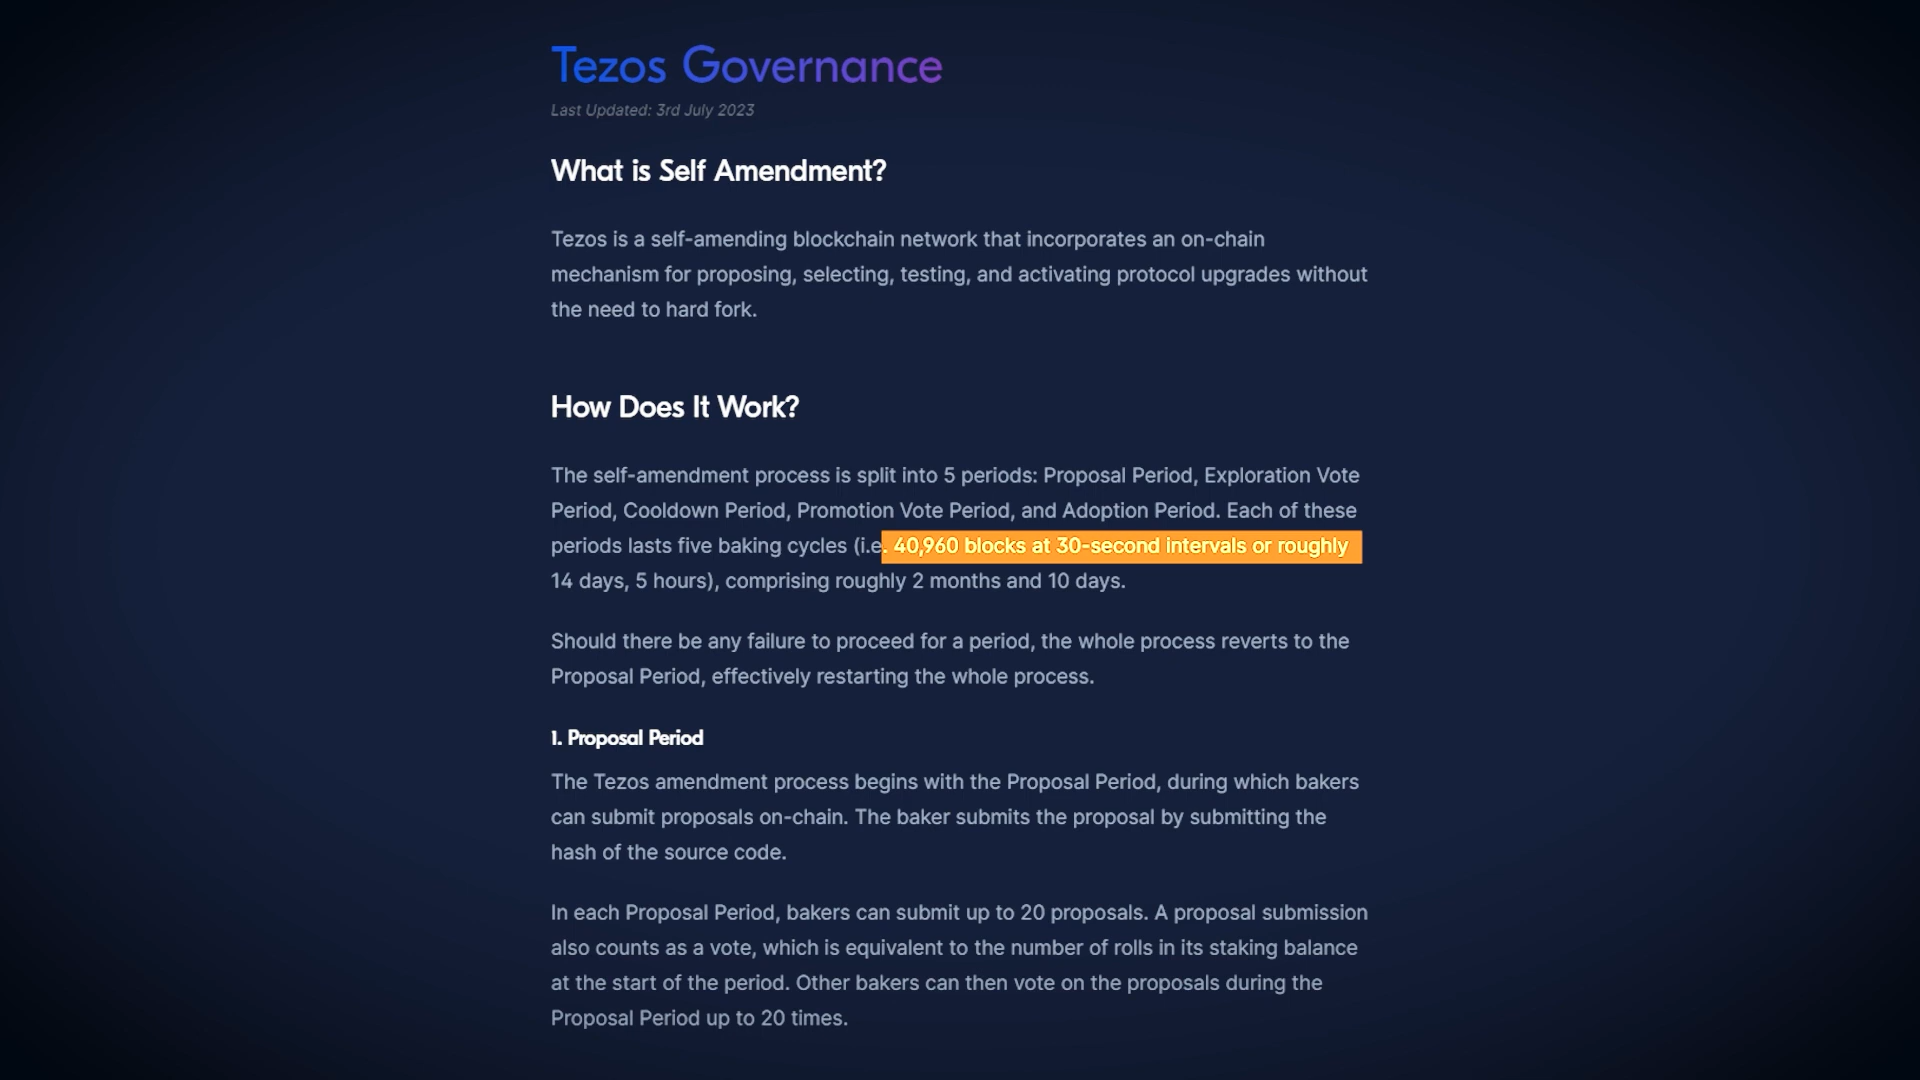 Tezos Governance
Last Updated: 3rd July 2023
What is Self Amendment?
Tezos is a self-amending blockchain network that incorporates an on-chain
mechanism for proposing, selecting, testing, and activating protocol upgrades without
the need to hard fork.
How Does It Work?
The self-amendment process is split into 5 periods: Proposal Period, Exploration Vote
Period, Cooldown Period, Promotion Vote Period, and Adoption Period. Each of these
periods lasts five baking cycles (i.e. 40,960 blocks at 30-second intervals or roughly
14 days, 5 hours), comprising roughly 2 months and 10 days.
Should there be any failure to proceed for a period, the whole process reverts to the
Proposal Period, effectively restarting the whole process.
1. Proposal Period
The Tezos amendment process begins with the Proposal Period, during which bakers
can submit proposals on-chain. The baker submits the proposal by submitting the
hash of the source code.
In each Proposal Period, bakers can submit up to 20 proposals. A proposal submission
also counts as a vote, which is equivalent to the number of rolls in its staking balance
at the start of the period. Other bakers can then vote on the proposals during the
Proposal Period up to 20 times.